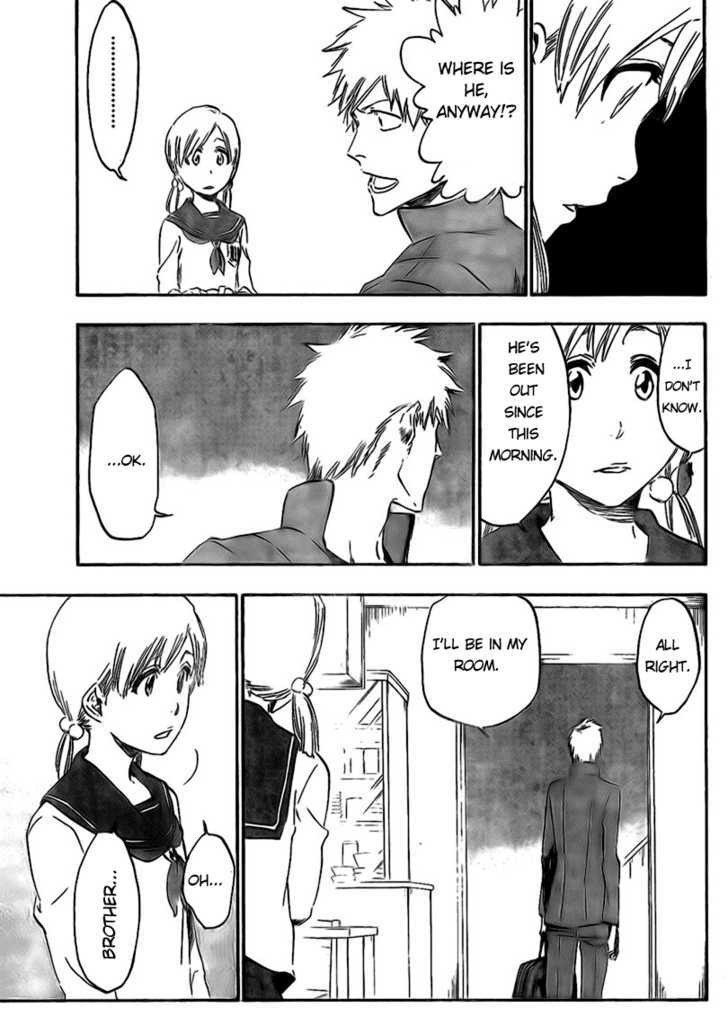 WHERE IS
HE,
ANYWAY!?
..............
...I
DON'T
KNOW.
HE'S
BEEN
OUT
SINCE
THIS
MORNING.
...OK.
ALL
RIGHT.
I'LL BE IN MY
ROOM.
OH...
BROTHER...